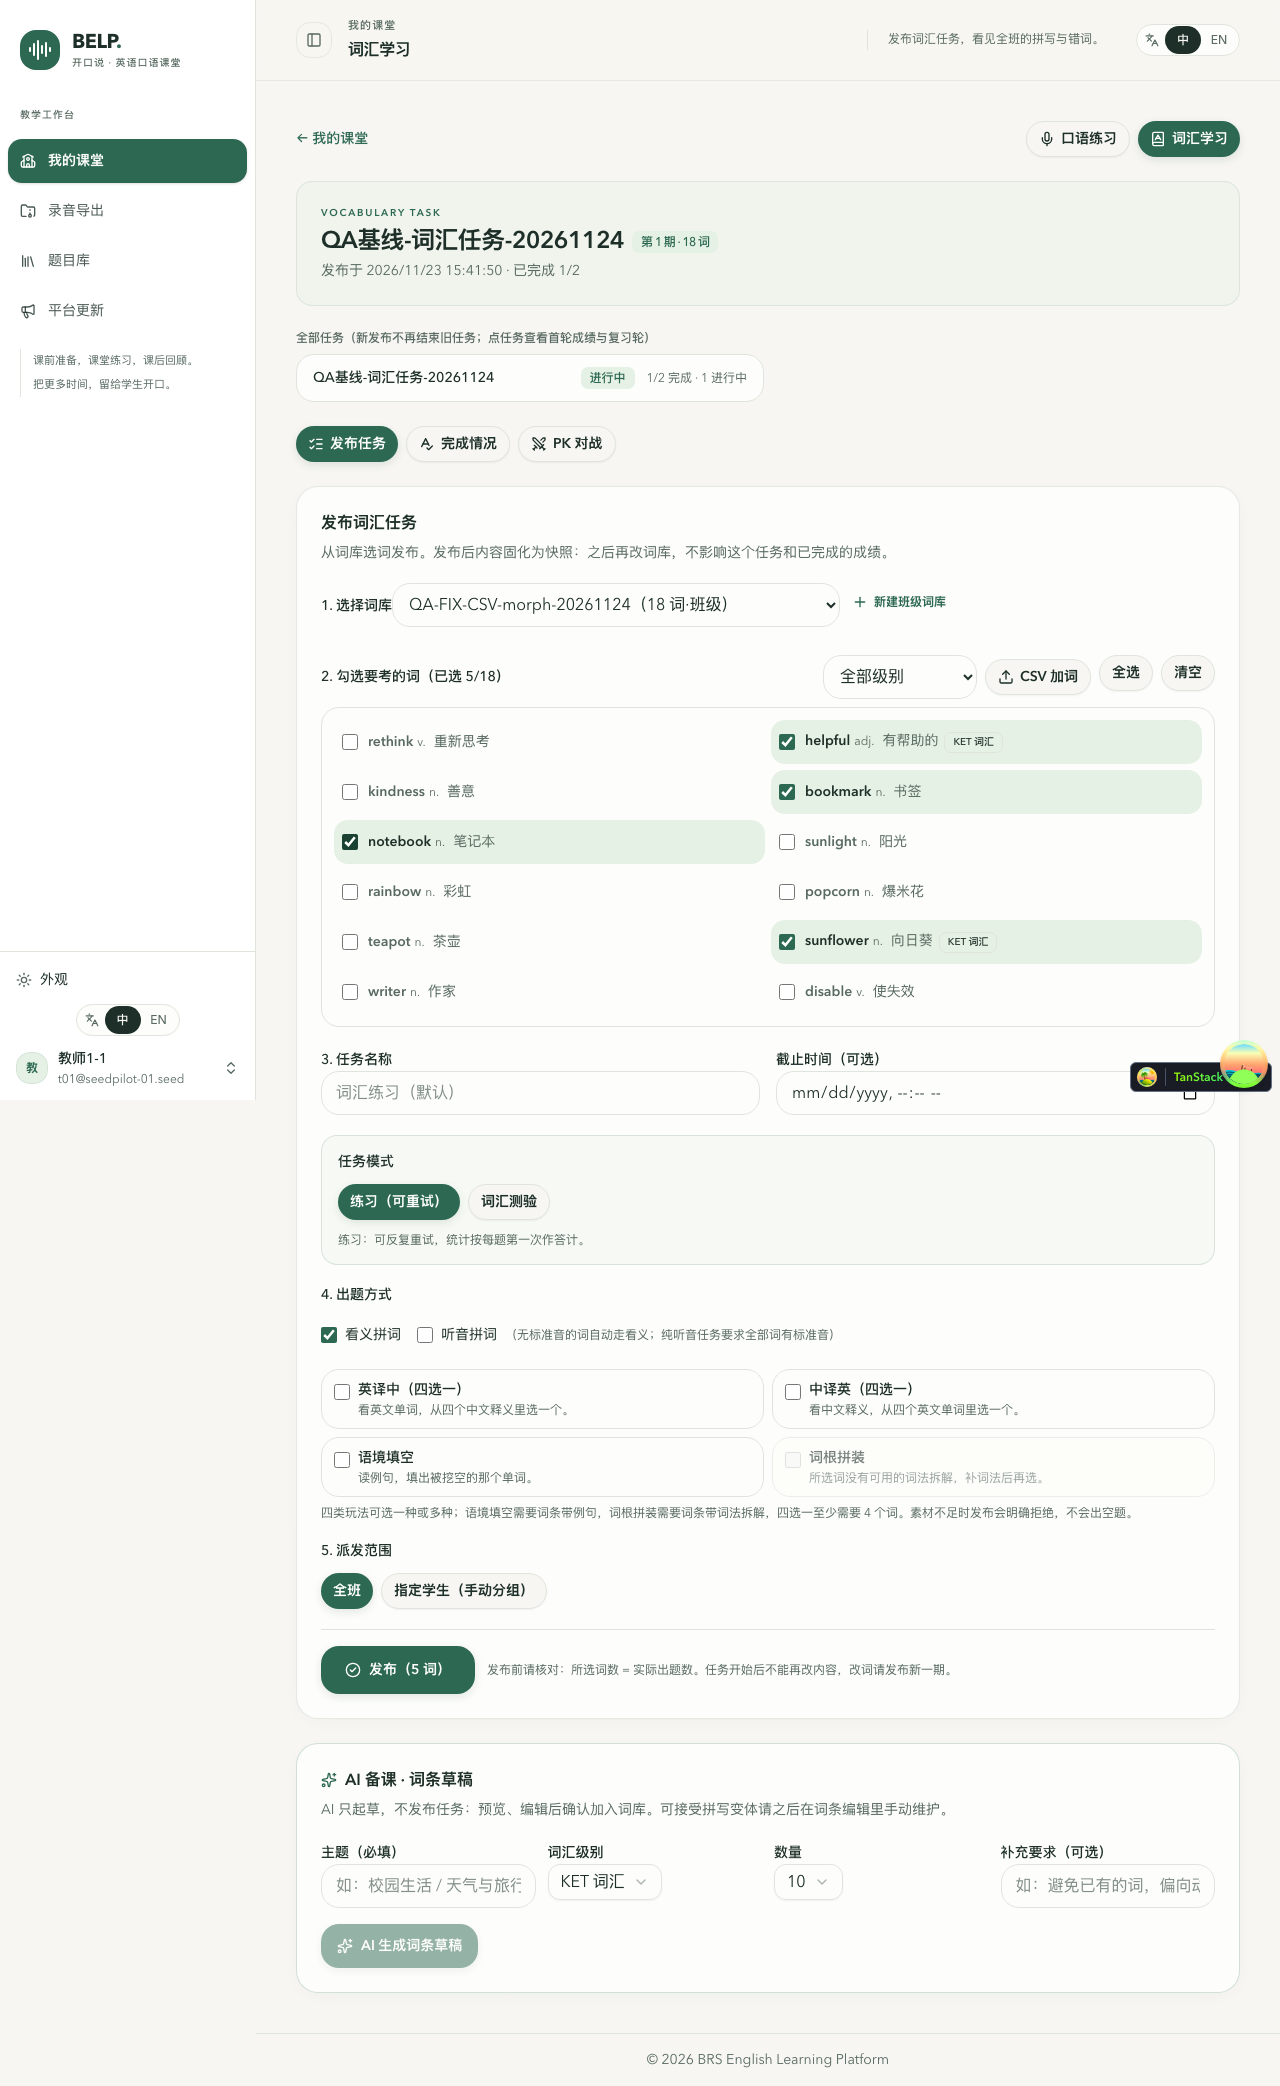 BELP.
开口说 · 英语口语课堂
教学工作台
我的课堂
录音导出
题目库
平台更新
课前准备，课堂练习，课后回顾。
把更多时间，留给学生开口。
外观
中 EN
教 教师1-1
t01@seedpilot-01.seed
我的课堂
词汇学习
发布词汇任务，看见全班的拼写与错词。
中 EN
← 我的课堂
口语练习 词汇学习
VOCABULARY TASK
QA基线-词汇任务-20261124 第 1 期 · 18 词
发布于 2026/11/23 15:41:50 · 已完成 1/2
全部任务（新发布不再结束旧任务；点任务查看首轮成绩与复习轮）
QA基线-词汇任务-20261124 进行中 1/2 完成 · 1 进行中
发布任务 完成情况 PK 对战
发布词汇任务
从词库选词发布。发布后内容固化为快照：之后再改词库，不影响这个任务和已完成的成绩。
1. 选择词库 QA-FIX-CSV-morph-20261124（18 词·班级） 新建班级词库
2. 勾选要考的词（已选 5/18） 全部级别 CSV 加词 全选 清空
rethink v. 重新思考
helpful adj. 有帮助的 KET 词汇
kindness n. 善意
bookmark n. 书签
notebook n. 笔记本
sunlight n. 阳光
rainbow n. 彩虹
popcorn n. 爆米花
teapot n. 茶壶
sunflower n. 向日葵 KET 词汇
writer n. 作家
disable v. 使失效
3. 任务名称
词汇练习（默认）
截止时间（可选）
mm/dd/yyyy, --:-- --
TanStack
任务模式
练习（可重试） 词汇测验
练习：可反复重试，统计按每题第一次作答计。
4. 出题方式
看义拼词 听音拼词 （无标准音的词自动走看义；纯听音任务要求全部词有标准音）
英译中（四选一）
看英文单词，从四个中文释义里选一个。
中译英（四选一）
看中文释义，从四个英文单词里选一个。
语境填空
读例句，填出被挖空的那个单词。
词根拼装
所选词没有可用的词法拆解，补词法后再选。
四类玩法可选一种或多种；语境填空需要词条带例句，词根拼装需要词条带词法拆解，四选一至少需要 4 个词。素材不足时发布会明确拒绝，不会出空题。
5. 派发范围
全班 指定学生（手动分组）
发布（5 词） 发布前请核对：所选词数 = 实际出题数。任务开始后不能再改内容，改词请发布新一期。
AI 备课 · 词条草稿
AI 只起草，不发布任务：预览、编辑后确认加入词库。可接受拼写变体请之后在词条编辑里手动维护。
主题（必填） 词汇级别 数量 补充要求（可选）
如：校园生活 / 天气与旅行 KET 词汇 10 如：避免已有的词，偏向动
AI 生成词条草稿
© 2026 BRS English Learning Platform